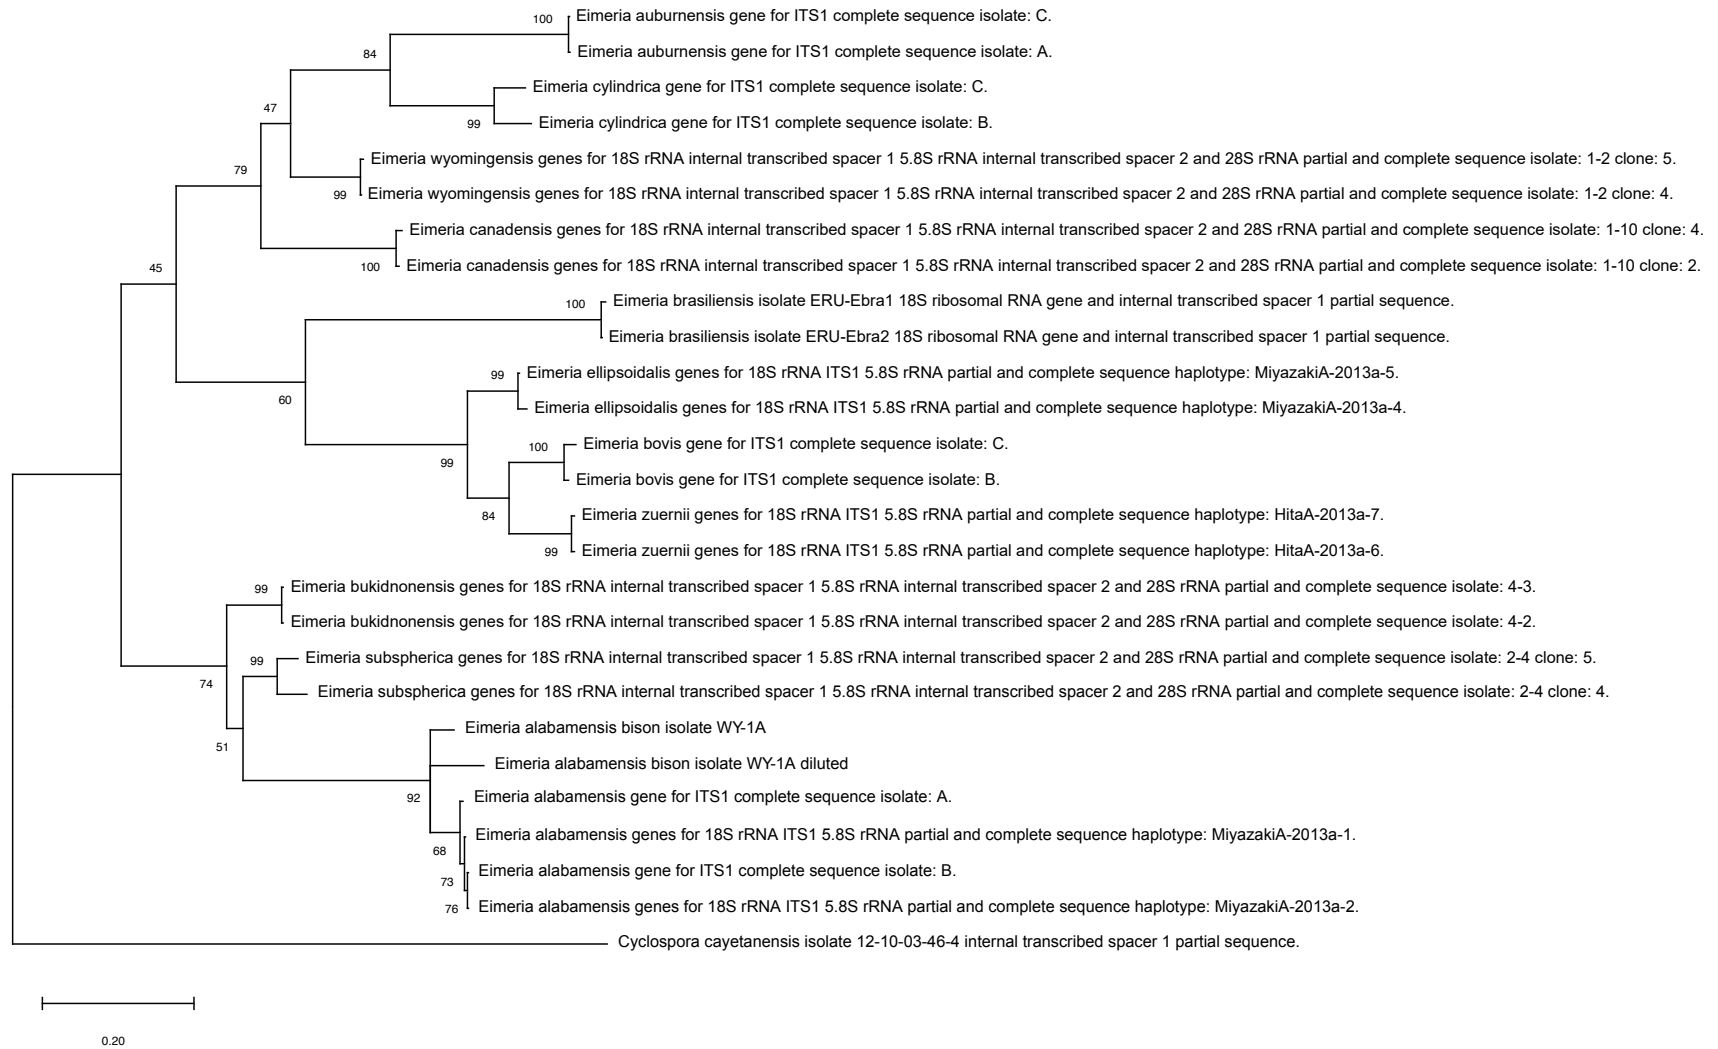 100
Eimeria auburnensis gene for ITS1 complete sequence isolate: C.
Eimeria auburnensis gene for ITS1 complete sequence isolate: A.
84
Eimeria cylindrica gene for ITS1 complete sequence isolate: C.
99
Eimeria cylindrica gene for ITS1 complete sequence isolate: B.
47
Eimeria wyomingensis genes for 18S rRNA internal transcribed spacer 1 5.8S rRNA internal transcribed spacer 2 and 28S rRNA partial and complete sequence isolate: 1-2 clone: 5.
79
99
Eimeria wyomingensis genes for 18S rRNA internal transcribed spacer 1 5.8S rRNA internal transcribed spacer 2 and 28S rRNA partial and complete sequence isolate: 1-2 clone: 4.
Eimeria canadensis genes for 18S rRNA internal transcribed spacer 1 5.8S rRNA internal transcribed spacer 2 and 28S rRNA partial and complete sequence isolate: 1-10 clone: 4.
45
100
Eimeria canadensis genes for 18S rRNA internal transcribed spacer 1 5.8S rRNA internal transcribed spacer 2 and 28S rRNA partial and complete sequence isolate: 1-10 clone: 2.
100
Eimeria brasiliensis isolate ERU-Ebra1 18S ribosomal RNA gene and internal transcribed spacer 1 partial sequence.
Eimeria brasiliensis isolate ERU-Ebra2 18S ribosomal RNA gene and internal transcribed spacer 1 partial sequence.
99
Eimeria ellipsoidalis genes for 18S rRNA ITS1 5.8S rRNA partial and complete sequence haplotype: MiyazakiA-2013a-5.
60
Eimeria ellipsoidalis genes for 18S rRNA ITS1 5.8S rRNA partial and complete sequence haplotype: MiyazakiA-2013a-4.
100
Eimeria bovis gene for ITS1 complete sequence isolate: C.
99
Eimeria bovis gene for ITS1 complete sequence isolate: B.
84
Eimeria zuernii genes for 18S rRNA ITS1 5.8S rRNA partial and complete sequence haplotype: HitaA-2013a-7.
99
Eimeria zuernii genes for 18S rRNA ITS1 5.8S rRNA partial and complete sequence haplotype: HitaA-2013a-6.
99
Eimeria bukidnonensis genes for 18S rRNA internal transcribed spacer 1 5.8S rRNA internal transcribed spacer 2 and 28S rRNA partial and complete sequence isolate: 4-3.
Eimeria bukidnonensis genes for 18S rRNA internal transcribed spacer 1 5.8S rRNA internal transcribed spacer 2 and 28S rRNA partial and complete sequence isolate: 4-2.
99
Eimeria subspherica genes for 18S rRNA internal transcribed spacer 1 5.8S rRNA internal transcribed spacer 2 and 28S rRNA partial and complete sequence isolate: 2-4 clone: 5.
74
Eimeria subspherica genes for 18S rRNA internal transcribed spacer 1 5.8S rRNA internal transcribed spacer 2 and 28S rRNA partial and complete sequence isolate: 2-4 clone: 4.
Eimeria alabamensis bison isolate WY-1A
51
Eimeria alabamensis bison isolate WY-1A diluted
92
Eimeria alabamensis gene for ITS1 complete sequence isolate: A.
Eimeria alabamensis genes for 18S rRNA ITS1 5.8S rRNA partial and complete sequence haplotype: MiyazakiA-2013a-1.
68
Eimeria alabamensis gene for ITS1 complete sequence isolate: B.
73
76
Eimeria alabamensis genes for 18S rRNA ITS1 5.8S rRNA partial and complete sequence haplotype: MiyazakiA-2013a-2.
Cyclospora cayetanensis isolate 12-10-03-46-4 internal transcribed spacer 1 partial sequence.
0.20